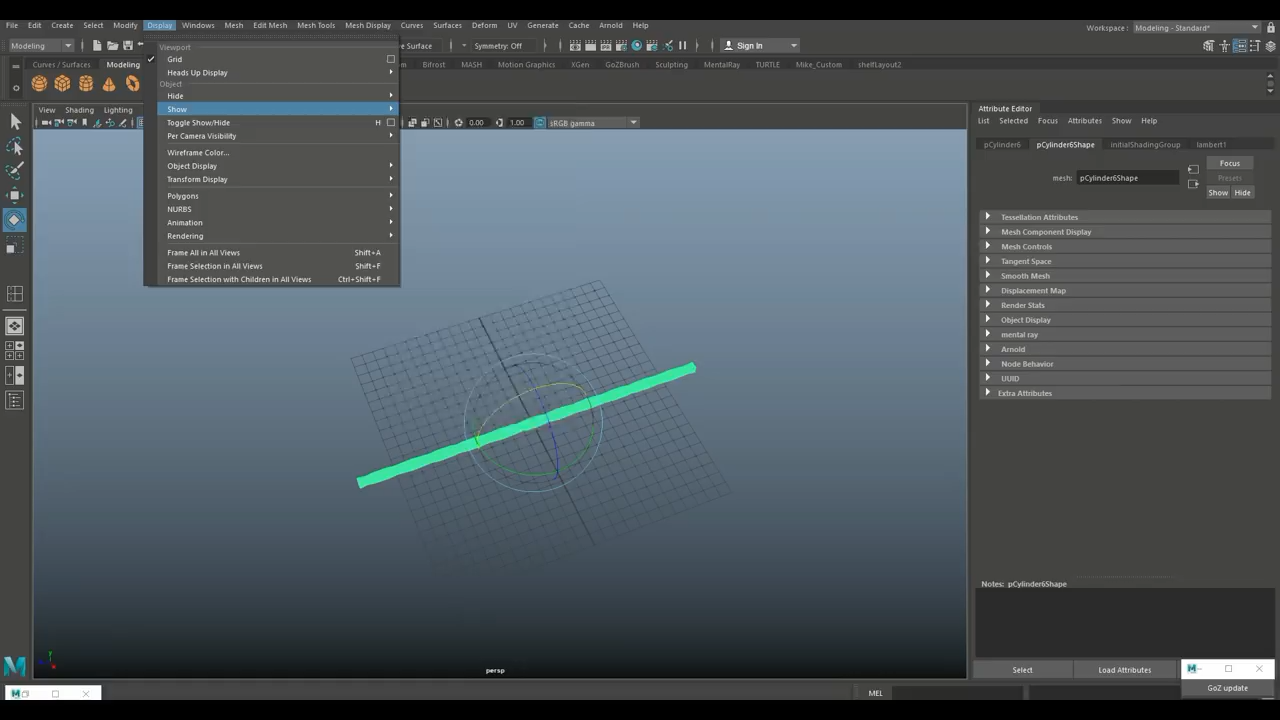 File Edit Create Select Modify Display Windows Mesh Edit Mesh Mesh Tools Mesh Display Curves Surfaces Deform UV Generate Cache Arnold Help
Workspace: Modeling - Standard*
Modeling
Surface Symmetry: Off Sign In
Curves / Surfaces Modeling Bifrost MASH Motion Graphics XGen GoZBrush Sculpting MentalRay TURTLE Mike_Custom shelfLayout2
Viewport
Grid
Heads Up Display
Object
Hide
Show
Toggle Show/Hide H
Per Camera Visibility
Wireframe Color...
Object Display
Transform Display
Polygons
NURBS
Animation
Rendering
Frame All in All Views Shift+A
Frame Selection in All Views Shift+F
Frame Selection with Children in All Views Ctrl+Shift+F
View Shading Lighting
0.00 1.00 sRGB gamma
persp
Attribute Editor
List Selected Focus Attributes Show Help
pCylinder6 pCylinder6Shape initialShadingGroup lambert1
Focus
mesh: pCylinder6Shape Presets
Show Hide
Tessellation Attributes
Mesh Component Display
Mesh Controls
Tangent Space
Smooth Mesh
Displacement Map
Render Stats
Object Display
mental ray
Arnold
Node Behavior
UUID
Extra Attributes
Notes: pCylinder6Shape
Select Load Attributes
GoZ update
MEL